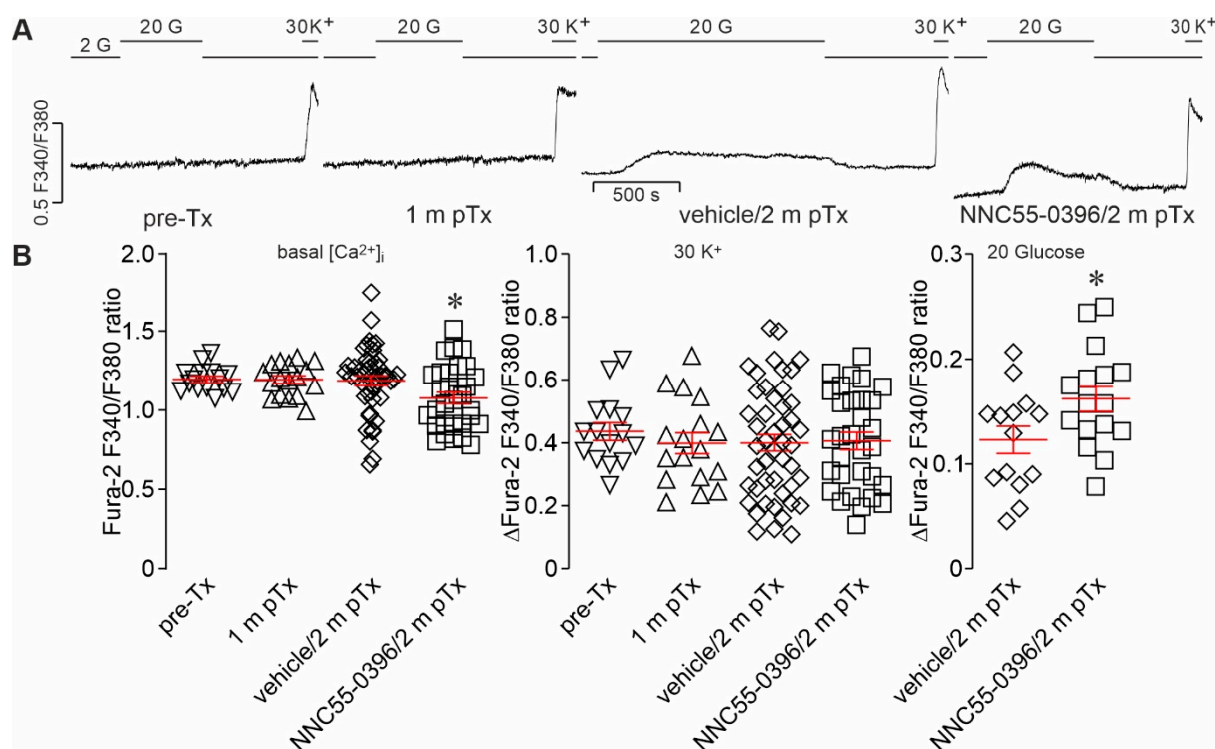 A
2 G
20 G
30K⁺
20 G
30 K⁺
20 G
30 K⁺
20 G
30 K⁺
0.5 F340/F380
500 s
pre-Tx
1 m pTx
vehicle/2 m pTx
NNC55-0396/2 m pTx
B
basal [Ca²⁺]i
Fura-2 F340/F380 ratio
2.0
1.5
1.0
0.5
0
*
pre-Tx
1 m pTx
vehicle/2 m pTx
NNC55-0396/2 m pTx
30 K⁺
ΔFura-2 F340/F380 ratio
1.0
0.8
0.6
0.4
0.2
0
pre-Tx
1 m pTx
vehicle/2 m pTx
NNC55-0396/2 m pTx
20 Glucose
ΔFura-2 F340/F380 ratio
0.3
0.2
0.1
0
*
vehicle/2 m pTx
NNC55-0396/2 m pTx